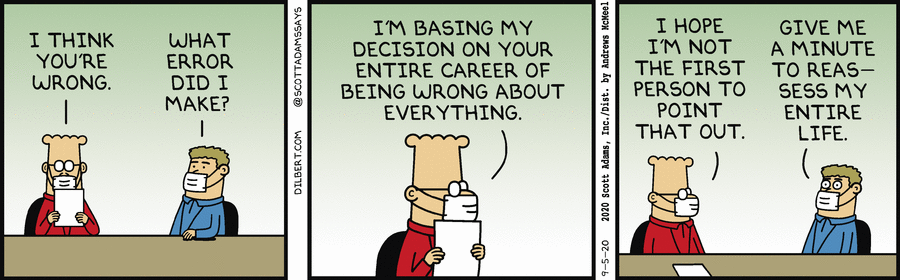 I THINK
YOU'RE
WRONG.
WHAT
ERROR
DID I
MAKE?
DILBERT.COM
@SCOTTADAMSSAYS
I'M BASING MY
DECISION ON YOUR
ENTIRE CAREER OF
BEING WRONG ABOUT
EVERYTHING.
9-5-20
2020 Scott Adams, Inc./Dist. by Andrews McMeel
I HOPE
I'M NOT
THE FIRST
PERSON TO
POINT
THAT OUT.
GIVE ME
A MINUTE
TO REAS-
SESS MY
ENTIRE
LIFE.